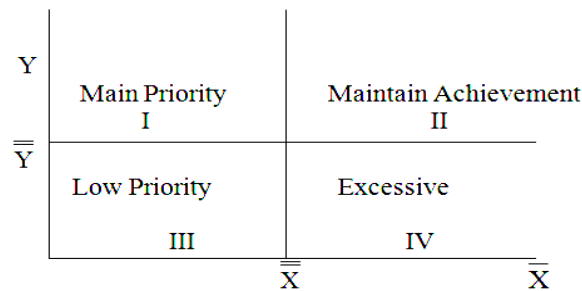 Y
Main Priority
Maintain Achievement
I
II
Y̿
Low Priority
Excessive
III
IV
X̿
X̅